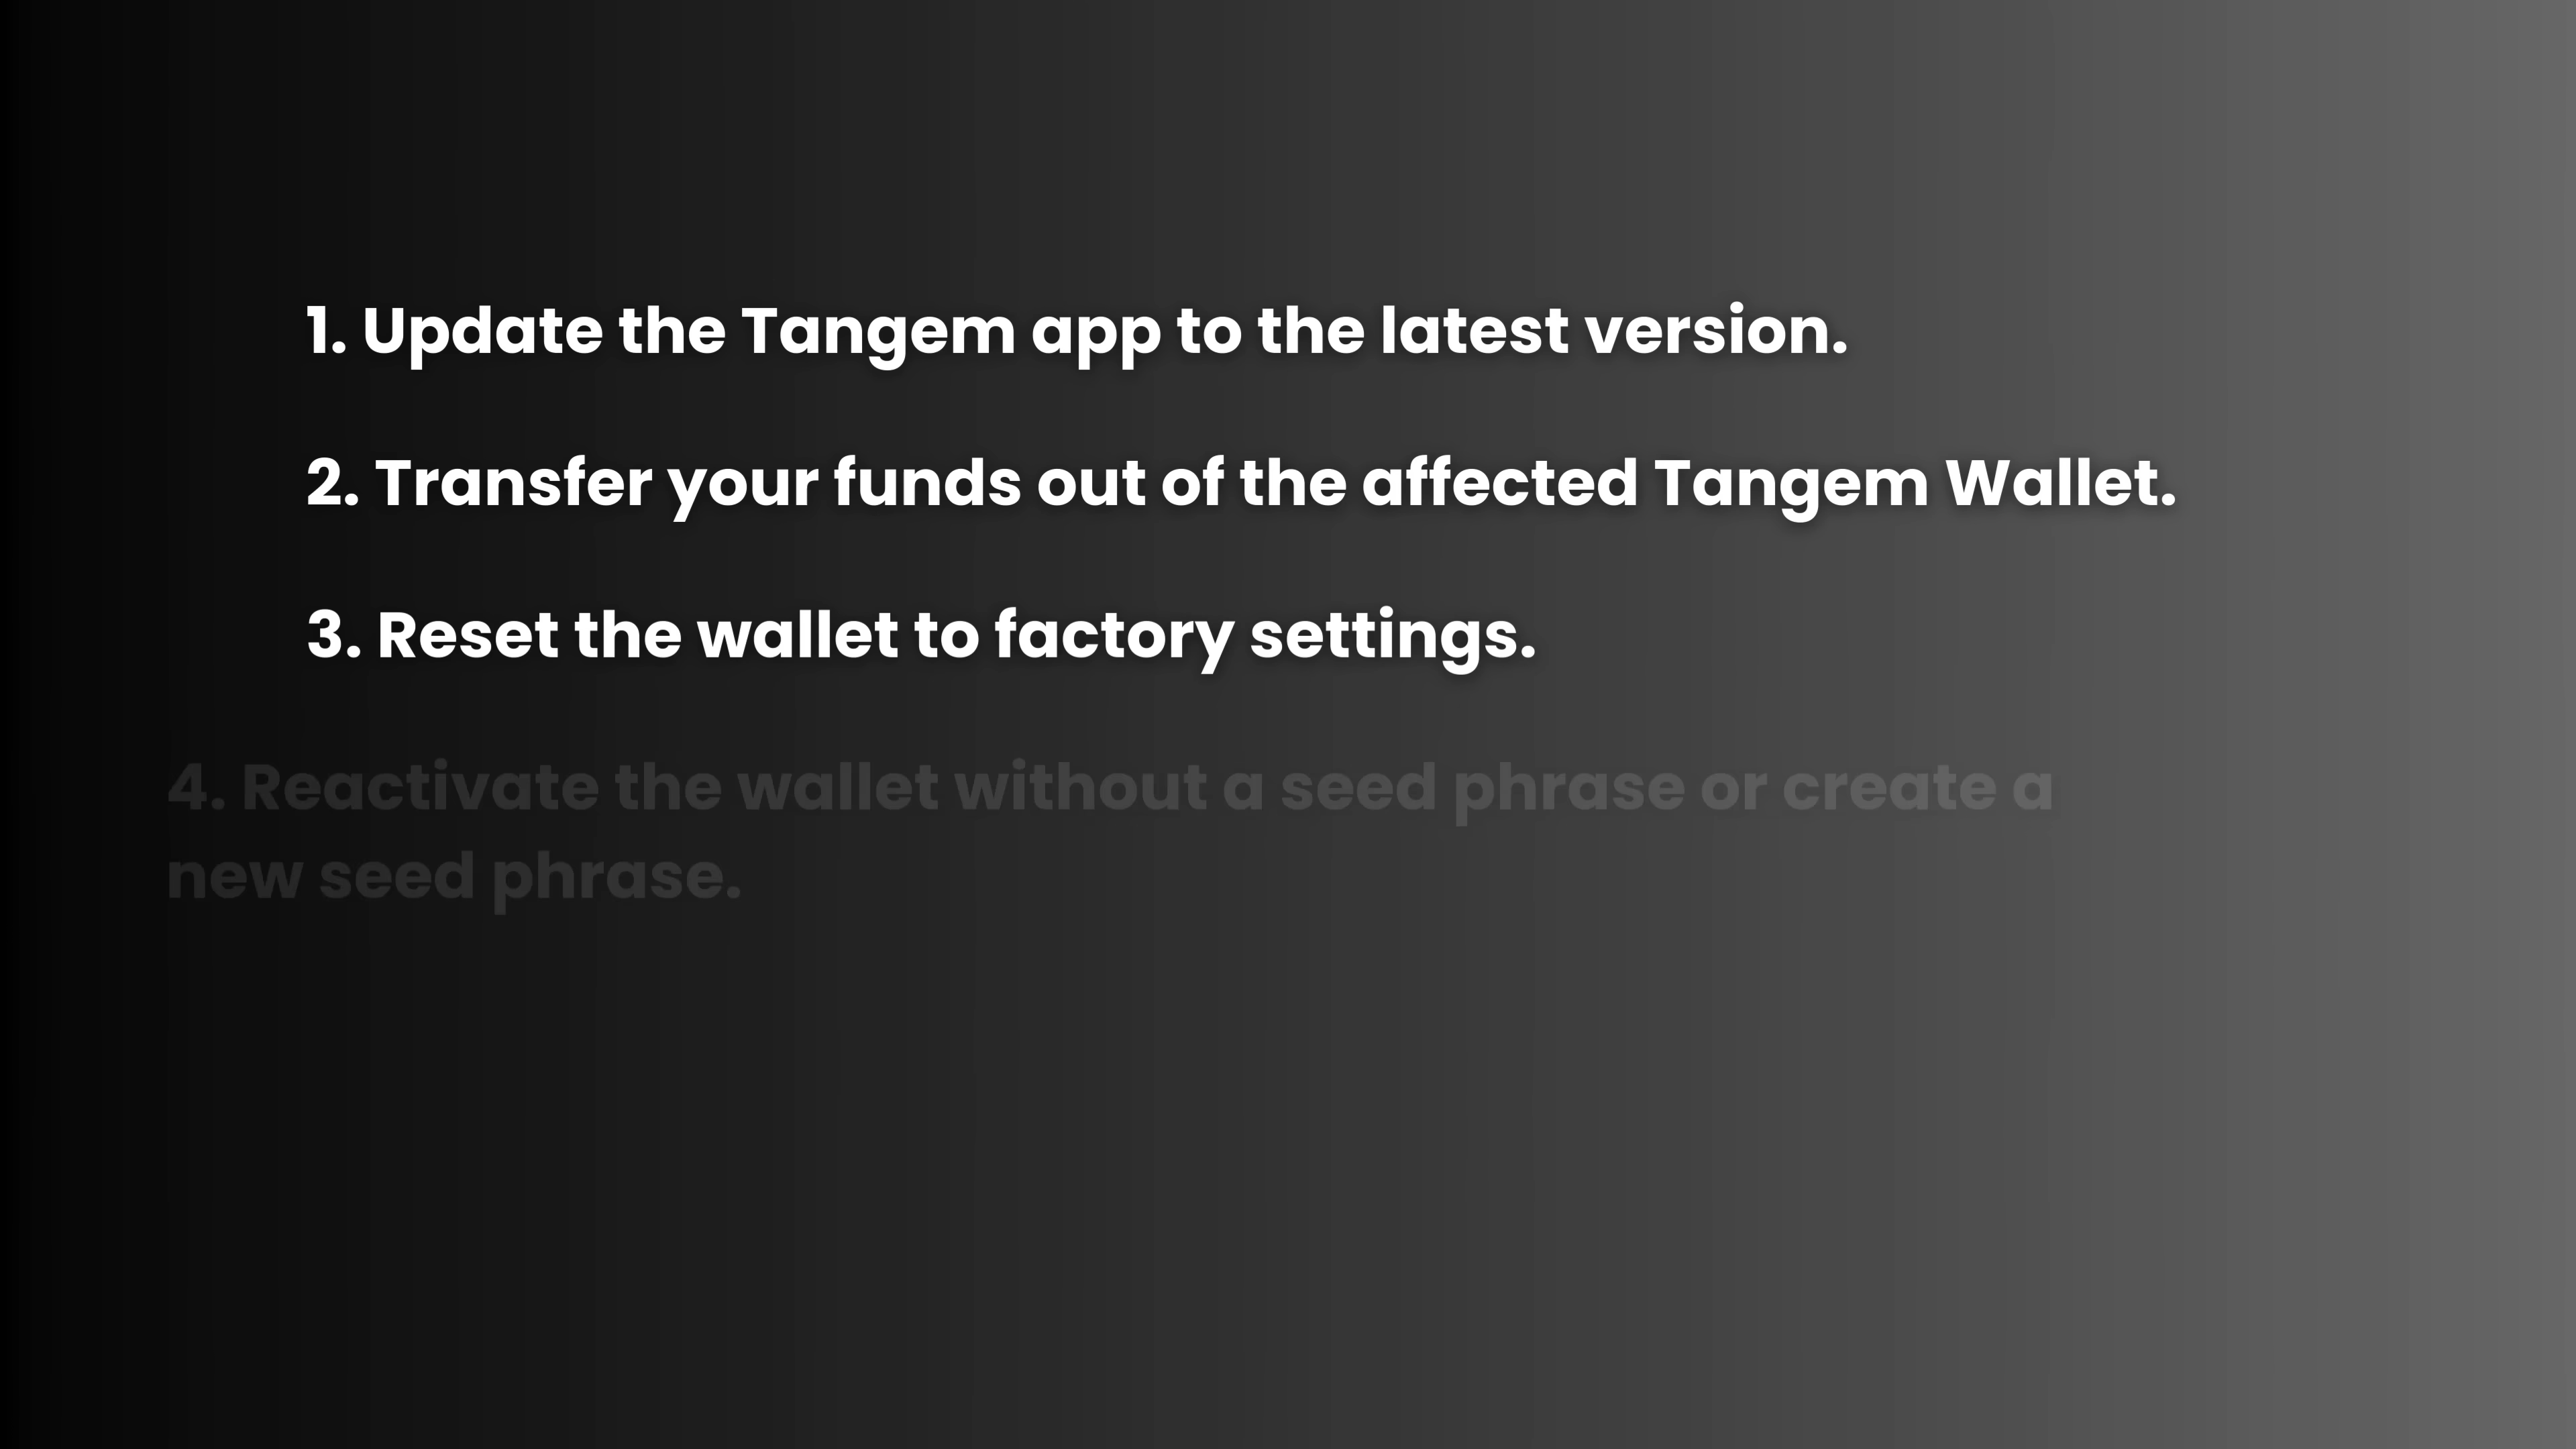 1. Update the Tangem app to the latest version.
2. Transfer your funds out of the affected Tangem Wallet.
3. Reset the wallet to factory settings.
4. Reactivate the wallet without a seed phrase or create a
new seed phrase.